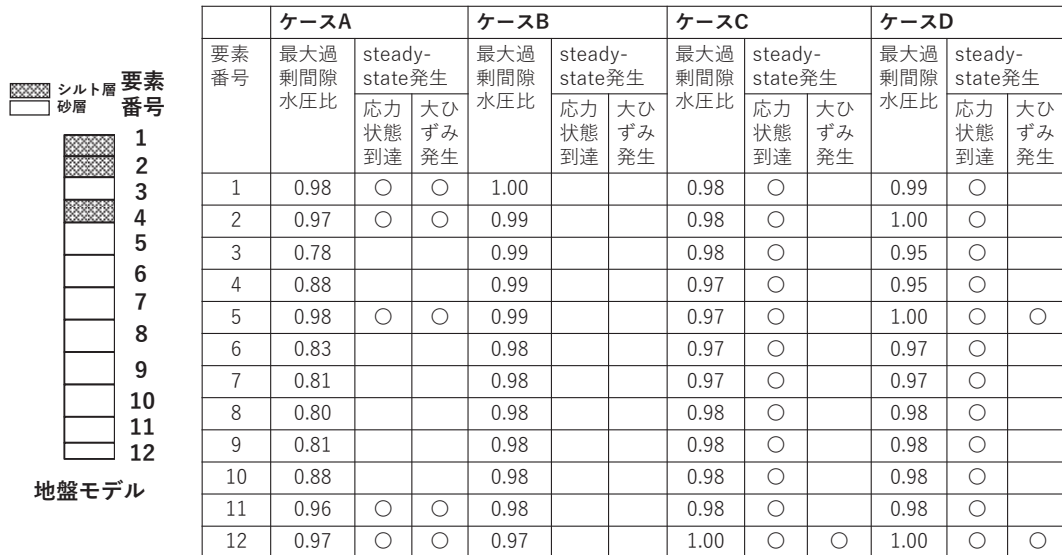 シルト層
砂層
要素
番号
1
2
3
4
5
6
7
8
9
10
11
12
地盤モデル
ケースA ケースB ケースC ケースD
要素番号 最大過剰間隙水圧比 steady-state発生 最大過剰間隙水圧比 steady-state発生 最大過剰間隙水圧比 steady-state発生 最大過剰間隙水圧比 steady-state発生
応力状態到達 大ひずみ発生 応力状態到達 大ひずみ発生 応力状態到達 大ひずみ発生 応力状態到達 大ひずみ発生
1 0.98 ○ ○ 1.00 0.98 ○ 0.99 ○
2 0.97 ○ ○ 0.99 0.98 ○ 1.00 ○
3 0.78 0.99 0.98 ○ 0.95 ○
4 0.88 0.99 0.97 ○ 0.95 ○
5 0.98 ○ ○ 0.99 0.97 ○ 1.00 ○ ○
6 0.83 0.98 0.97 ○ 0.97 ○
7 0.81 0.98 0.97 ○ 0.97 ○
8 0.80 0.98 0.98 ○ 0.98 ○
9 0.81 0.98 0.98 ○ 0.98 ○
10 0.88 0.98 0.98 ○ 0.98 ○
11 0.96 ○ ○ 0.98 0.98 ○ 0.98 ○
12 0.97 ○ ○ 0.97 1.00 ○ ○ 1.00 ○ ○